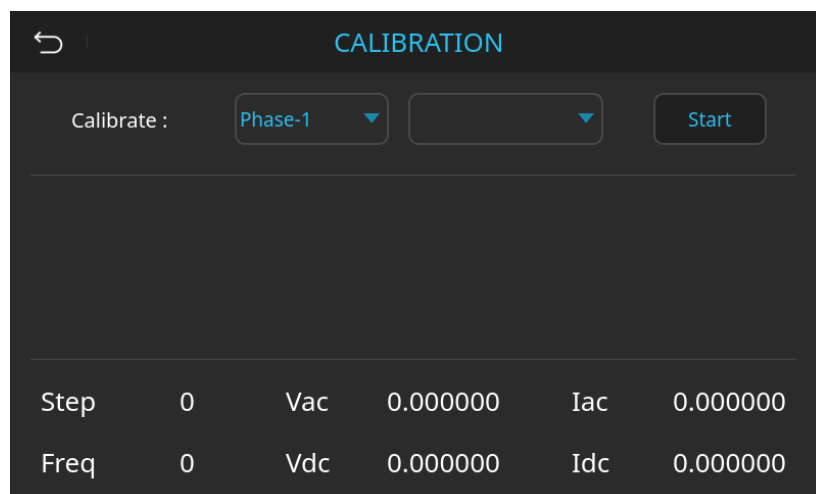 CALIBRATION
Calibrate : Phase-1 Start
Step 0 Vac 0.000000 Iac 0.000000
Freq 0 Vdc 0.000000 Idc 0.000000